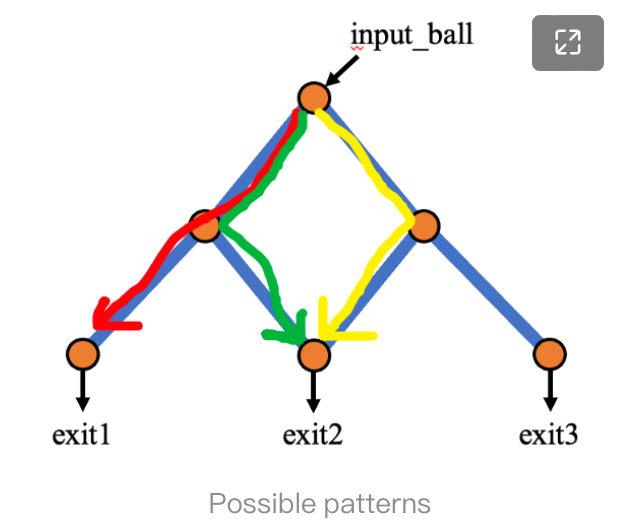 input_ball
exit1 exit2 exit3
Possible patterns